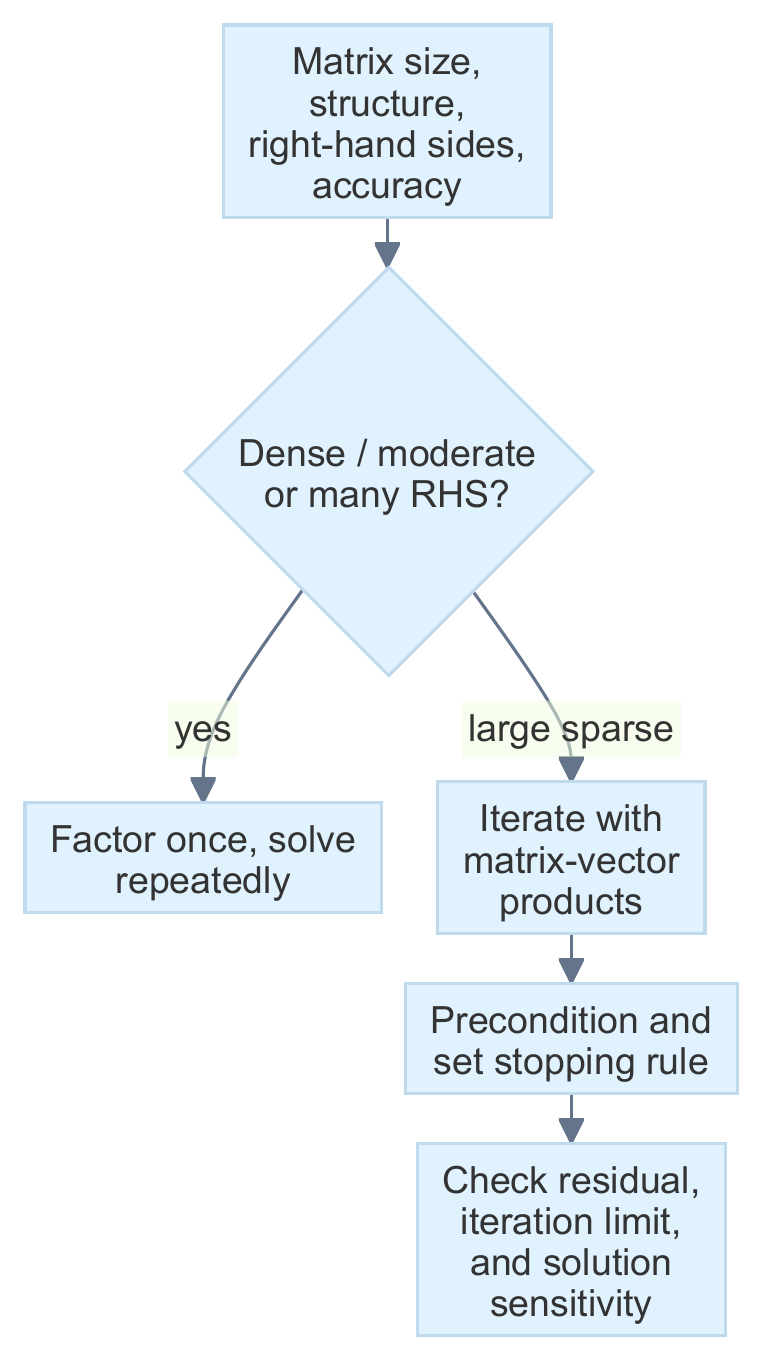 Matrix size,
structure,
right-hand sides,
accuracy
Dense / moderate
or many RHS?
yes
large sparse
Factor once, solve
repeatedly
Iterate with
matrix-vector
products
Precondition and
set stopping rule
Check residual,
iteration limit,
and solution
sensitivity